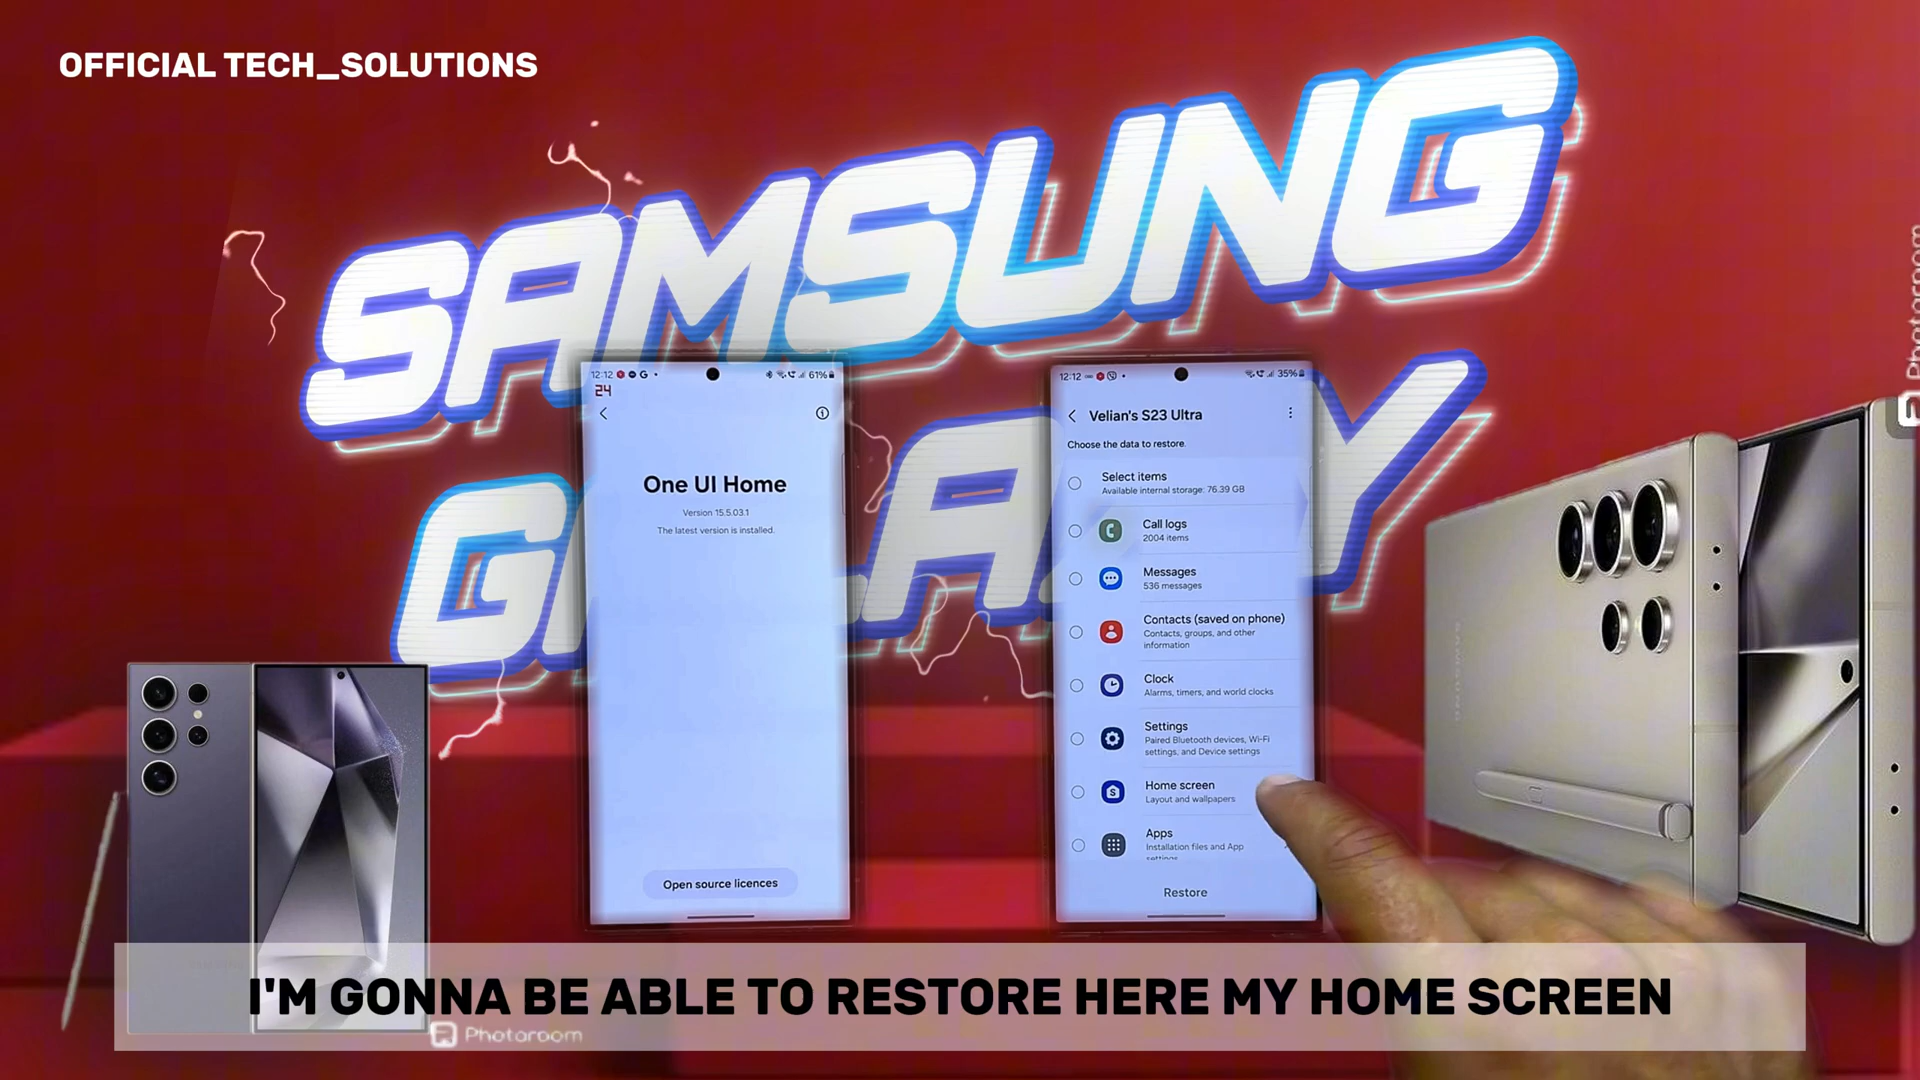 OFFICIAL TECH_SOLUTIONS
SAMSUNG
GALAXY
12:12
G
61%
24
One UI Home
Version 15.5.03.1
The latest version is installed.
Open source licences
12:12
35%
Velian's S23 Ultra
Choose the data to restore.
Select items
Available internal storage: 76.39 GB
Call logs
2004 items
Messages
536 messages
Contacts (saved on phone)
Contacts, groups, and other
information
Clock
Alarms, timers, and world clocks
Settings
Paired Bluetooth devices, Wi-Fi
settings, and Device settings
Home screen
Layout and wallpapers
Apps
Installation files and App
settings
Restore
I'M GONNA BE ABLE TO RESTORE HERE MY HOME SCREEN
Photoroom
Photoroom
SAMSUNG